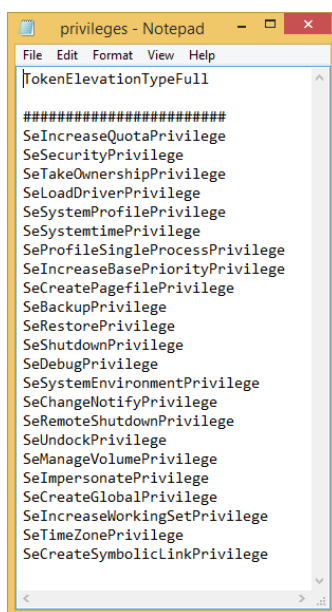 privileges - Notepad
File Edit Format View Help
TokenElevationTypeFull
########################
SeIncreaseQuotaPrivilege
SeSecurityPrivilege
SeTakeOwnershipPrivilege
SeLoadDriverPrivilege
SeSystemProfilePrivilege
SeSystemtimePrivilege
SeProfileSingleProcessPrivilege
SeIncreaseBasePriorityPrivilege
SeCreatePagefilePrivilege
SeBackupPrivilege
SeRestorePrivilege
SeShutdownPrivilege
SeDebugPrivilege
SeSystemEnvironmentPrivilege
SeChangeNotifyPrivilege
SeRemoteShutdownPrivilege
SeUndockPrivilege
SeManageVolumePrivilege
SeImpersonatePrivilege
SeCreateGlobalPrivilege
SeIncreaseWorkingSetPrivilege
SeTimeZonePrivilege
SeCreateSymbolicLinkPrivilege